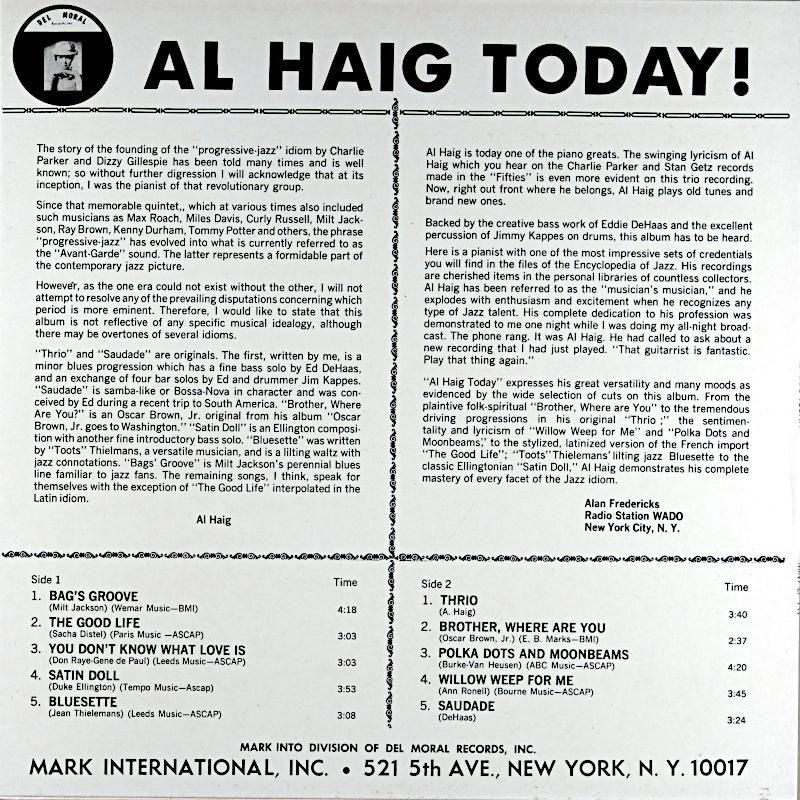 DEL MORAL
Records, Inc.
AL HAIG TODAY!
The story of the founding of the "progressive-jazz" idiom by Charlie
Parker and Dizzy Gillespie has been told many times and is well
known; so without further digression I will acknowledge that at its
inception, I was the pianist of that revolutionary group.
Since that memorable quintet,, which at various times also included
such musicians as Max Roach, Miles Davis, Curly Russell, Milt Jack-
son, Ray Brown, Kenny Durham, Tommy Potter and others, the phrase
"progressive-jazz" has evolved into what is currently referred to as
the "Avant-Garde" sound. The latter represents a formidable part of
the contemporary jazz picture.
However, as the one era could not exist without the other, I will not
attempt to resolve any of the prevailing disputations concerning which
period is more eminent. Therefore, I would like to state that this
album is not reflective of any specific musical idealogy, although
there may be overtones of several idioms.
"Thrio" and "Saudade" are originals. The first, written by me, is a
minor blues progression which has a fine bass solo by Ed DeHaas,
and an exchange of four bar solos by Ed and drummer Jim Kappes.
"Saudade" is samba-like or Bossa-Nova in character and was con-
ceived by Ed during a recent trip to South America. "Brother, Where
Are You?" is an Oscar Brown, Jr. original from his album "Oscar
Brown, Jr. goes to Washington." "Satin Doll" is an Ellington composi-
tion with another fine introductory bass solo. "Bluesette" was written
by "Toots" Thielmans, a versatile musician, and is a lilting waltz with
jazz connotations. "Bags' Groove" is Milt Jackson's perennial blues
line familiar to jazz fans. The remaining songs, I think, speak for
themselves with the exception of "The Good Life" interpolated in the
Latin idiom.
Al Haig
Al Haig is today one of the piano greats. The swinging lyricism of Al
Haig which you hear on the Charlie Parker and Stan Getz records
made in the "Fifties" is even more evident on this trio recording.
Now, right out front where he belongs, Al Haig plays old tunes and
brand new ones.
Backed by the creative bass work of Eddie DeHaas and the excellent
percussion of Jimmy Kappes on drums, this album has to be heard.
Here is a pianist with one of the most impressive sets of credentials
you will find in the files of the Encyclopedia of Jazz. His recordings
are cherished items in the personal libraries of countless collectors.
Al Haig has been referred to as the "musician's musician," and he
explodes with enthusiasm and excitement when he recognizes any
type of Jazz talent. His complete dedication to his profession was
demonstrated to me one night while I was doing my all-night broad-
cast. The phone rang. It was Al Haig. He had called to ask about a
new recording that I had just played. "That guitarist is fantastic.
Play that thing again."
"Al Haig Today" expresses his great versatility and many moods as
evidenced by the wide selection of cuts on this album. From the
plaintive folk-spiritual "Brother, Where are You" to the tremendous
driving progressions in his original "Thrio;" the sentimen-
tality and lyricism of "Willow Weep for Me" and "Polka Dots and
Moonbeams," to the stylized, latinized version of the French import
"The Good Life"; "Toots" Thielemans' lilting jazz Bluesette to the
classic Ellingtonian "Satin Doll," Al Haig demonstrates his complete
mastery of every facet of the Jazz idiom.
Alan Fredericks
Radio Station WADO
New York City, N. Y.
Side 1 Time
1. BAG'S GROOVE
(Milt Jackson) (Wemar Music—BMI) 4:18
2. THE GOOD LIFE
(Sacha Distel) (Paris Music —ASCAP) 3:03
3. YOU DON'T KNOW WHAT LOVE IS
(Don Raye-Gene de Paul) (Leeds Music—ASCAP) 3:03
4. SATIN DOLL
(Duke Ellington) (Tempo Music—Ascap) 3:53
5. BLUESETTE
(Jean Thielemans) (Leeds Music—ASCAP) 3:08
Side 2 Time
1. THRIO
(A. Haig) 3:40
2. BROTHER, WHERE ARE YOU
(Oscar Brown, Jr.) (E. B. Marks—BMI) 2:37
3. POLKA DOTS AND MOONBEAMS
(Burke-Van Heusen) (ABC Music—ASCAP) 4:20
4. WILLOW WEEP FOR ME
(Ann Ronell) (Bourne Music—ASCAP) 3:45
5. SAUDADE
(DeHaas) 3:24
MARK INTO DIVISION OF DEL MORAL RECORDS, INC.
MARK INTERNATIONAL, INC. • 521 5th AVE., NEW YORK, N. Y. 10017